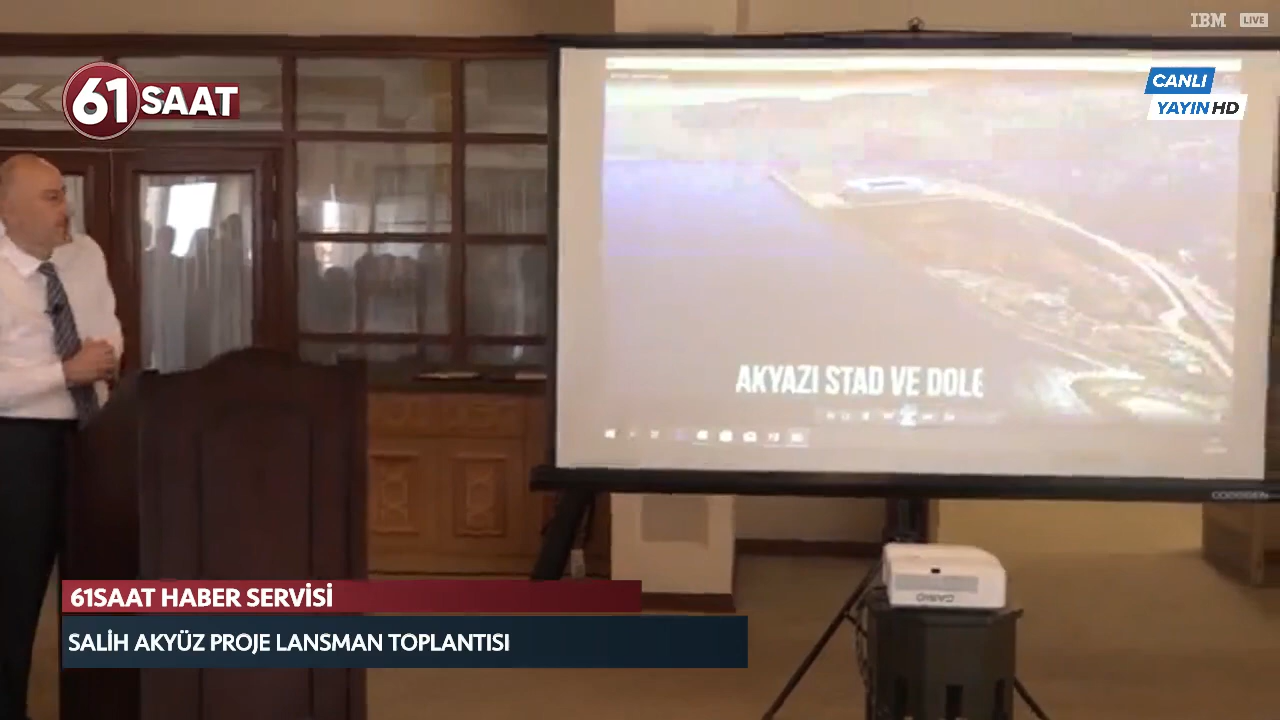 IBM LIVE
61SAAT
CANLI
YAYIN HD
AKYAZI STAD VE DOLE
CASIO
61SAAT HABER SERVİSİ
SALİH AKYÜZ PROJE LANSMAN TOPLANTISI